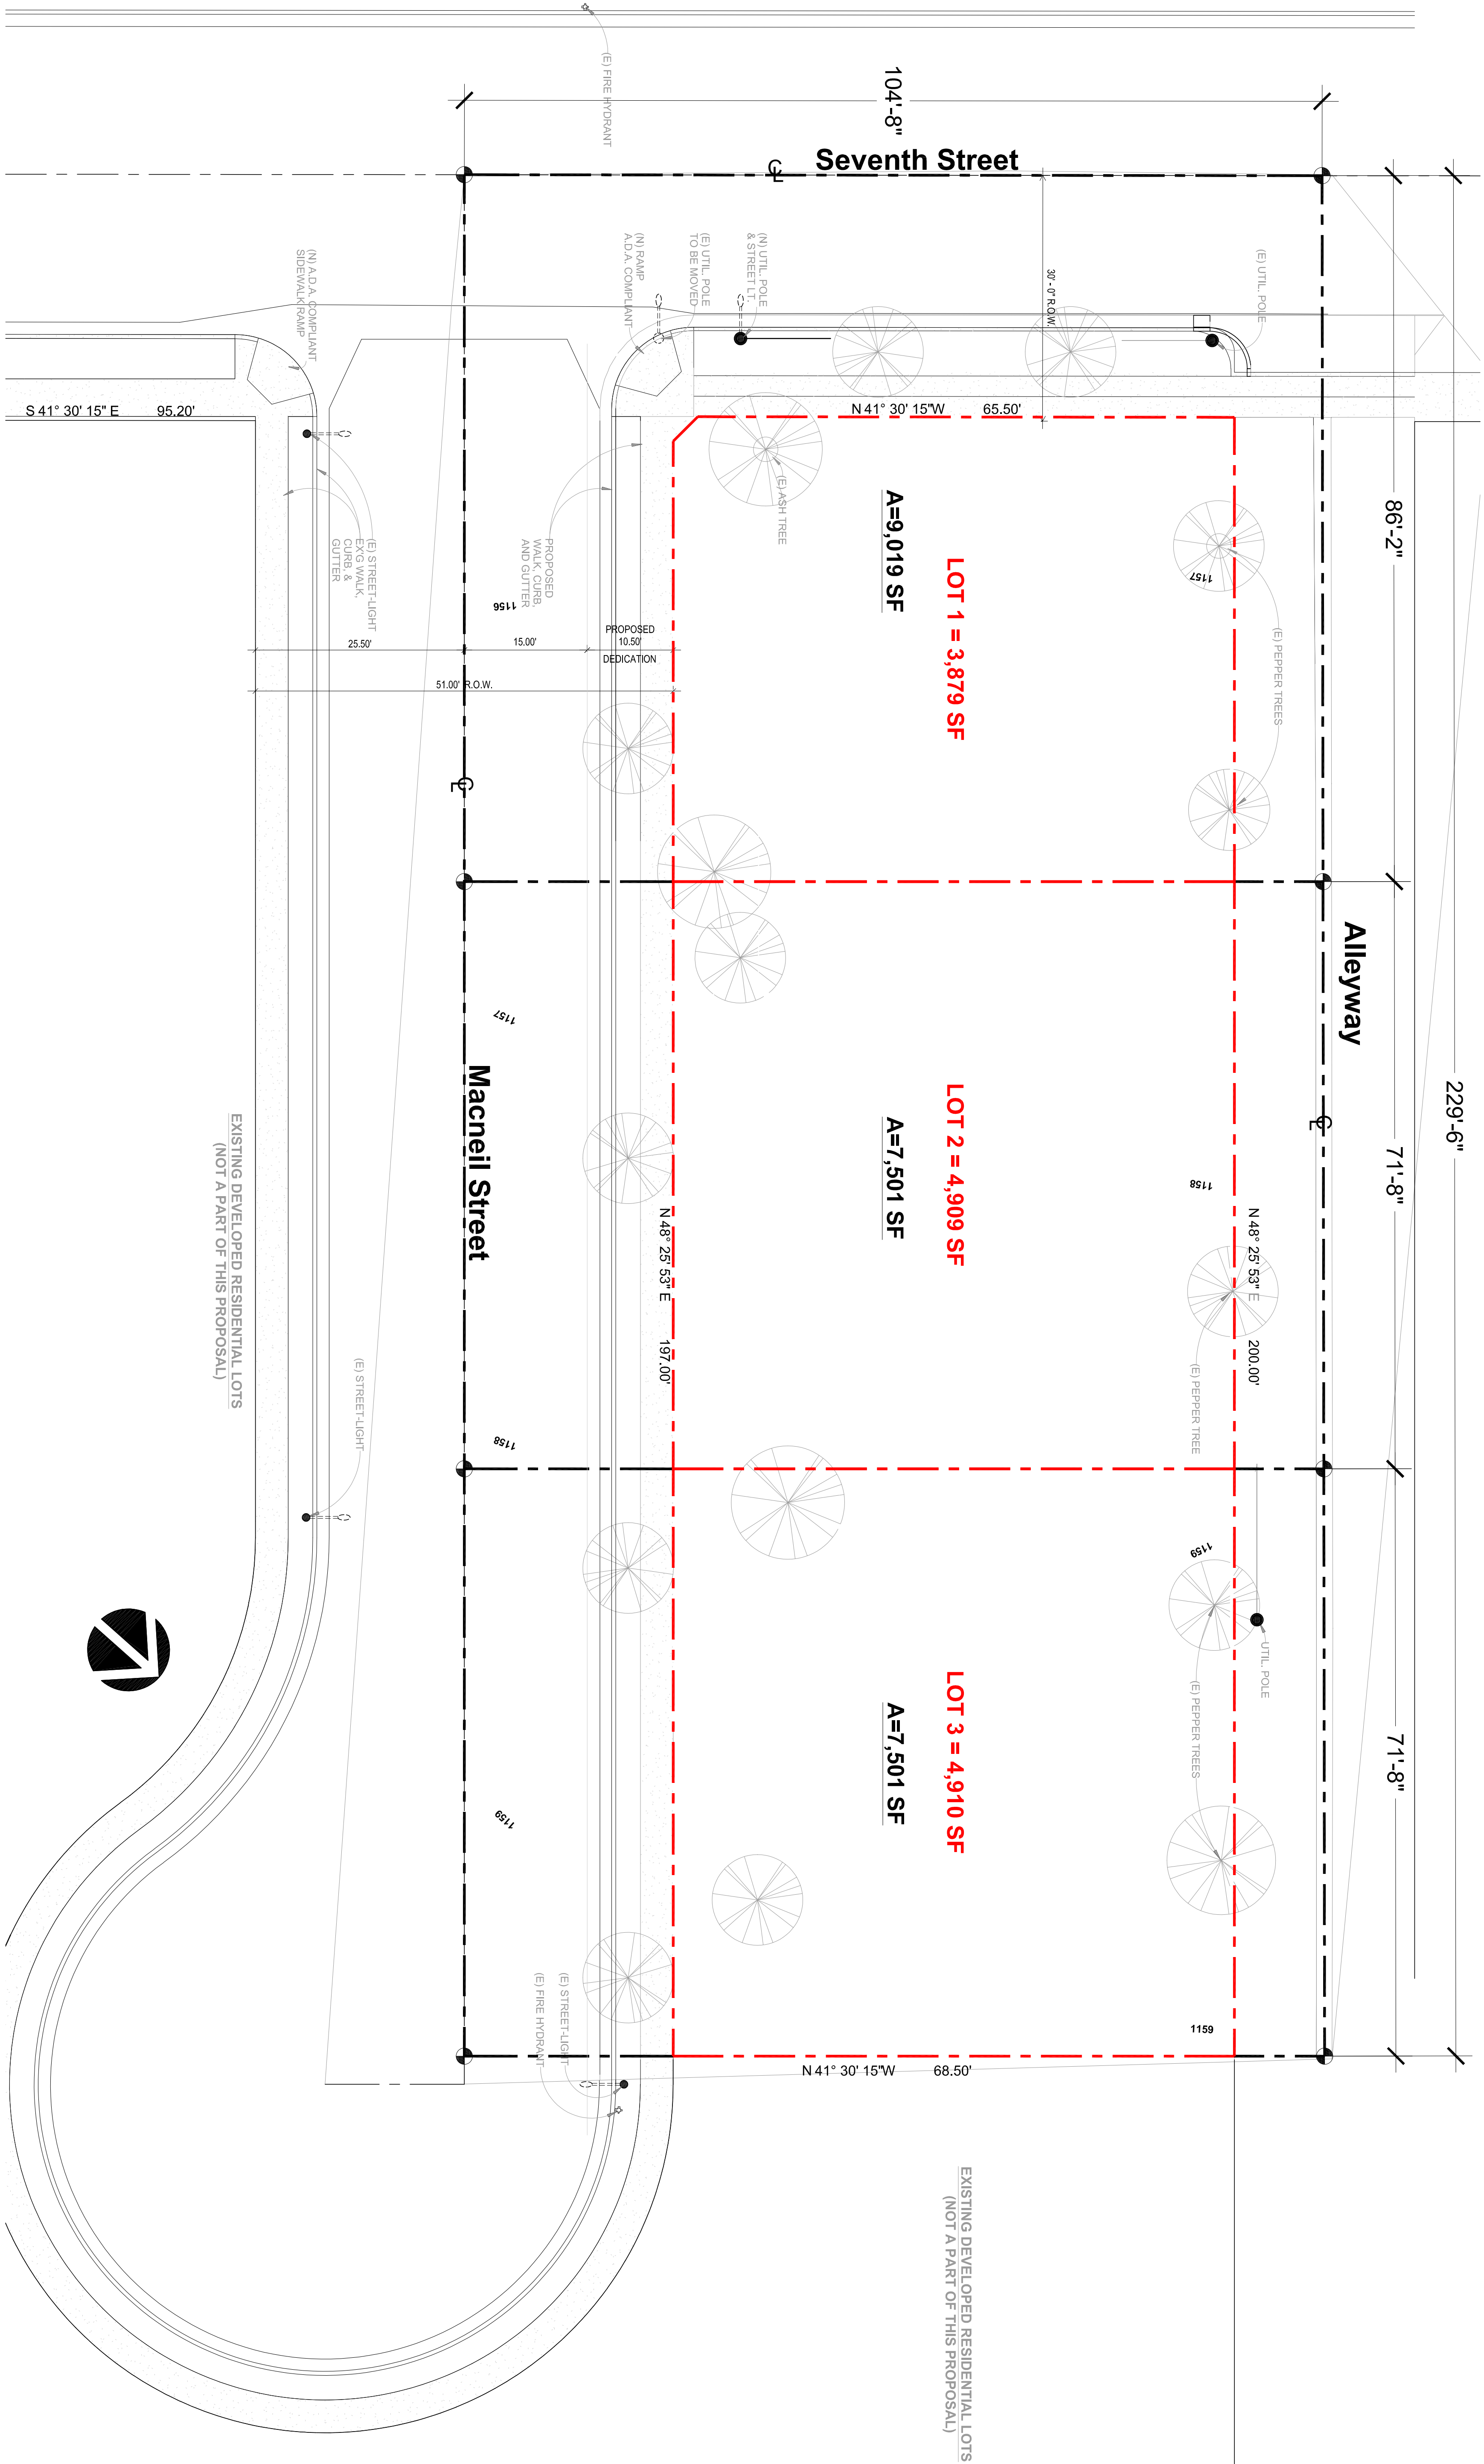 (E) FIRE HYDRANT
104'-8"
Seventh Street
CL
229'-6"
86'-2"
71'-8"
71'-8"
Alleyway
CL
(N) A.D.A. COMPLIANT
SIDEWALK RAMP
(N) RAMP
A.D.A. COMPLIANT
(E) UTIL. POLE
TO BE MOVED
(N) UTIL. POLE
& STREET LT.
30' - 0" R.O.W.
(E) UTIL. POLE
S 41° 30' 15" E 95.20'
N 41° 30' 15"W 65.50'
(E) ASH TREE
A=9,019 SF
LOT 1 = 3,879 SF
1157
(E) PEPPER TREES
(E) STREET-LIGHT
EX'G WALK,
CURB, &
GUTTER
PROPOSED
WALK, CURB,
AND GUTTER
1156
25.50'
15.00'
PROPOSED
10.50'
DEDICATION
51.00' R.O.W.
CL
Macneil Street
1157
A=7,501 SF
LOT 2 = 4,909 SF
1158
N 48° 25' 53" E 197.00'
N 48° 25' 53" E 200.00'
(E) PEPPER TREE
EXISTING DEVELOPED RESIDENTIAL LOTS
(NOT A PART OF THIS PROPOSAL)
(E) STREET-LIGHT
1158
1159
UTIL. POLE
(E) PEPPER TREES
A=7,501 SF
LOT 3 = 4,910 SF
1159
(E) STREET-LIGHT
(E) FIRE HYDRANT
1159
N 41° 30' 15"W 68.50'
EXISTING DEVELOPED RESIDENTIAL LOTS
(NOT A PART OF THIS PROPOSAL)